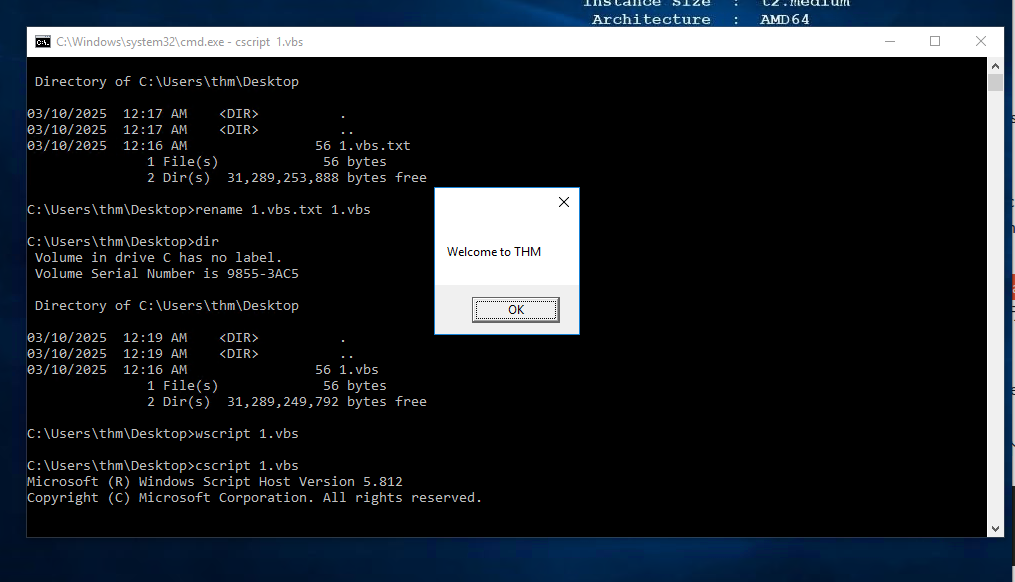 Instance Size  :  t2.medium
Architecture  :  AMD64
C:\Windows\system32\cmd.exe - cscript  1.vbs
 Directory of C:\Users\thm\Desktop
03/10/2025  12:17 AM    <DIR>          .
03/10/2025  12:17 AM    <DIR>          ..
03/10/2025  12:16 AM                56 1.vbs.txt
               1 File(s)             56 bytes
               2 Dir(s)  31,289,253,888 bytes free
C:\Users\thm\Desktop>rename 1.vbs.txt 1.vbs
C:\Users\thm\Desktop>dir
 Volume in drive C has no label.
 Volume Serial Number is 9855-3AC5
 Directory of C:\Users\thm\Desktop
03/10/2025  12:19 AM    <DIR>          .
03/10/2025  12:19 AM    <DIR>          ..
03/10/2025  12:16 AM                56 1.vbs
               1 File(s)             56 bytes
               2 Dir(s)  31,289,249,792 bytes free
C:\Users\thm\Desktop>wscript 1.vbs
C:\Users\thm\Desktop>cscript 1.vbs
Microsoft (R) Windows Script Host Version 5.812
Copyright (C) Microsoft Corporation. All rights reserved.
Welcome to THM
OK